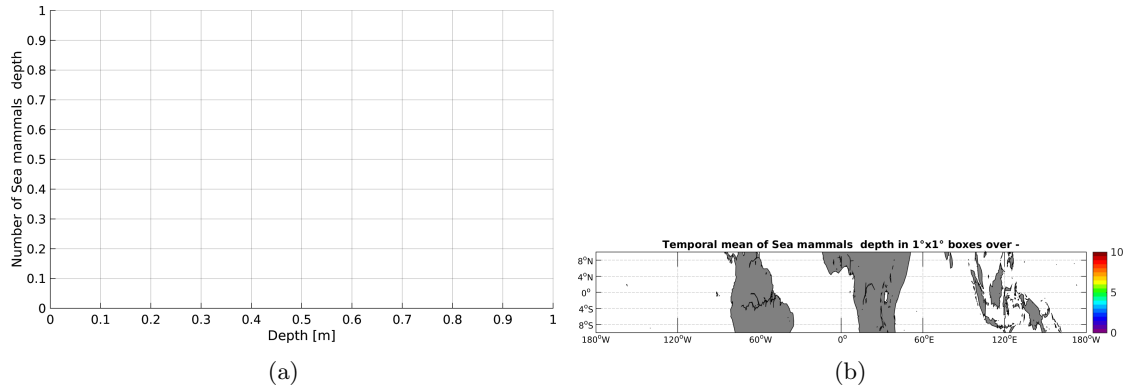 1
0.9
0.8
0.7
0.6
0.5
0.4
0.3
0.2
0.1
0
Number of Sea mammals  depth
0 0.1 0.2 0.3 0.4 0.5 0.6 0.7 0.8 0.9 1
Depth [m]
(a)
Temporal mean of Sea mammals  depth in 1°x1° boxes over -
8°N
4°N
0°
4°S
8°S
180°W 120°W 60°W 0° 60°E 120°E 180°W
10
5
0
(b)